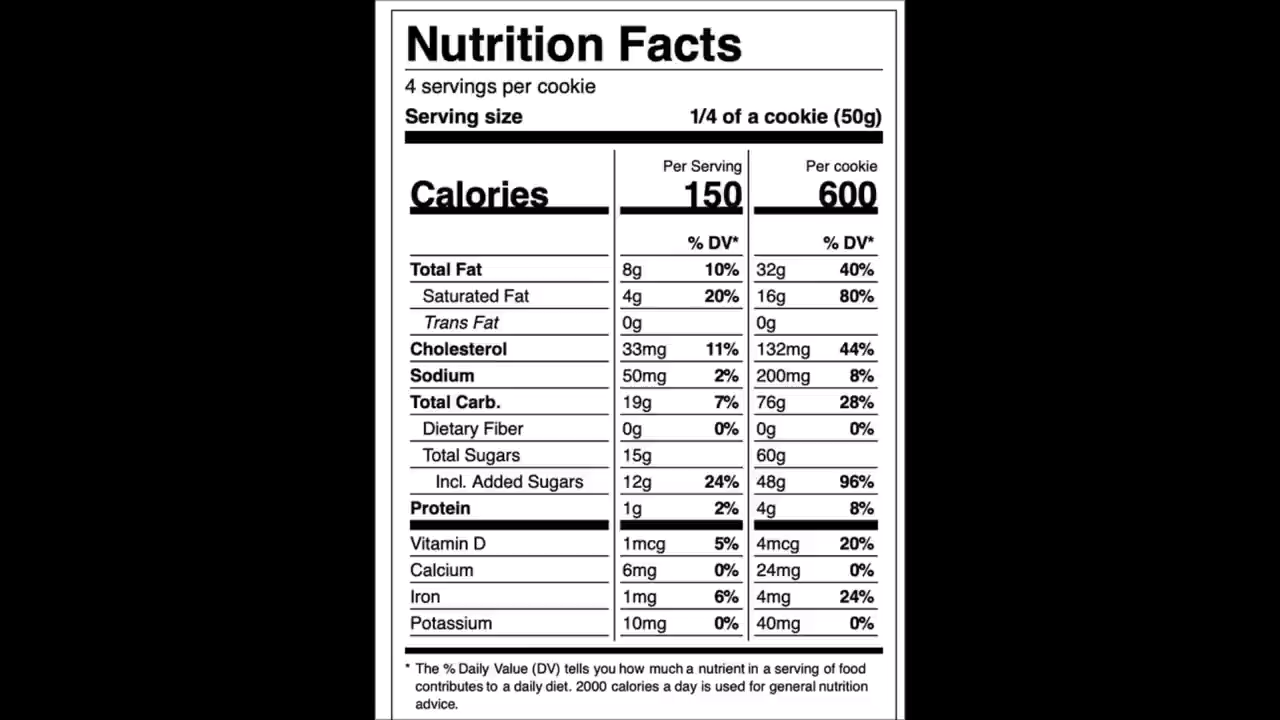 Nutrition Facts
4 servings per cookie
Serving size 1/4 of a cookie (50g)
Per Serving Per cookie
Calories 150 600
% DV* % DV*
Total Fat 8g 10% 32g 40%
Saturated Fat 4g 20% 16g 80%
Trans Fat 0g 0g
Cholesterol 33mg 11% 132mg 44%
Sodium 50mg 2% 200mg 8%
Total Carb. 19g 7% 76g 28%
Dietary Fiber 0g 0% 0g 0%
Total Sugars 15g 60g
Incl. Added Sugars 12g 24% 48g 96%
Protein 1g 2% 4g 8%
Vitamin D 1mcg 5% 4mcg 20%
Calcium 6mg 0% 24mg 0%
Iron 1mg 6% 4mg 24%
Potassium 10mg 0% 40mg 0%
* The % Daily Value (DV) tells you how much a nutrient in a serving of food
contributes to a daily diet. 2000 calories a day is used for general nutrition
advice.